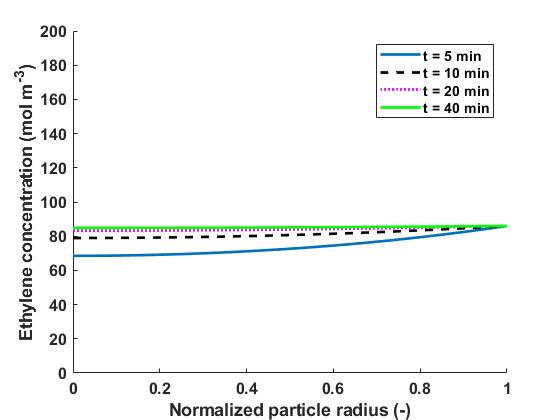 200
180
160
140
120
100
80
60
40
20
0
Ethylene concentration (mol m⁻³)
t = 5 min
t = 10 min
t = 20 min
t = 40 min
0 0.2 0.4 0.6 0.8 1
Normalized particle radius (-)